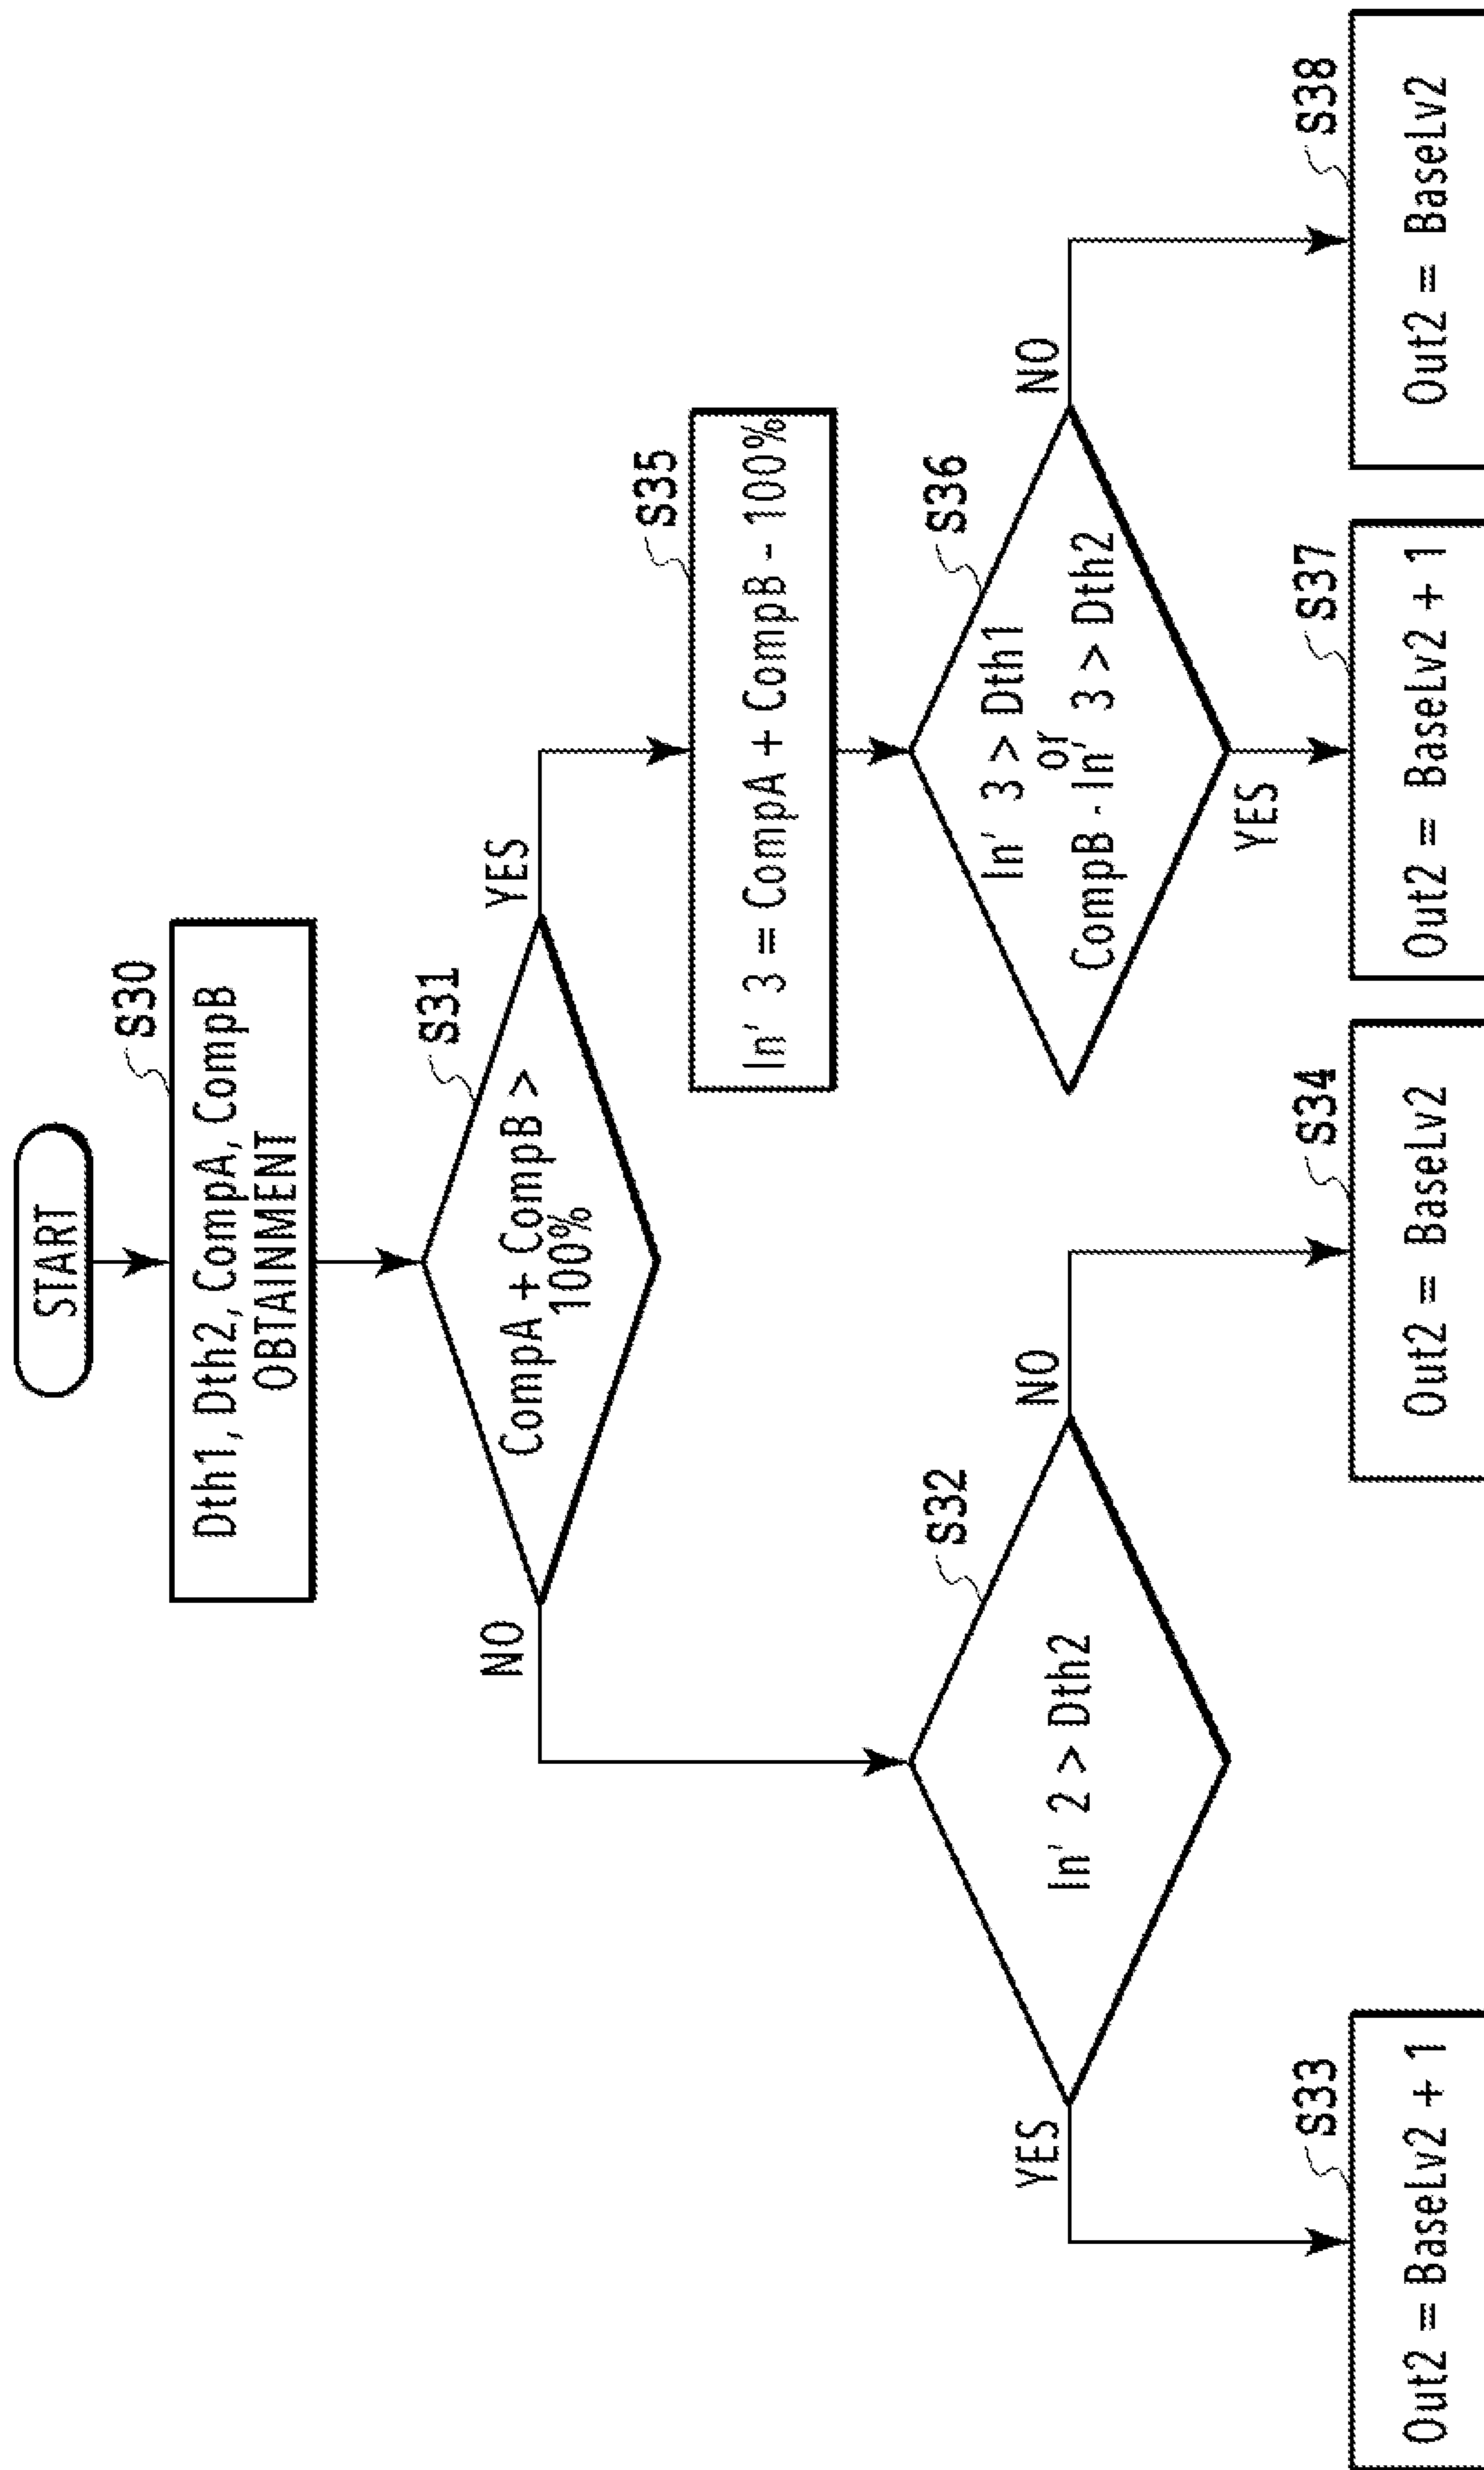 START
S30
Dth1, Dth2, CompA, CompB
OBTAINMENT
S31
CompA + CompB >
100%
NO
YES
S35
In' 3 = CompA + CompB - 100%
S32
In' 2 > Dth2
YES
NO
S36
In' 3 > Dth1
or
CompB - In' 3 > Dth2
YES
NO
S33
Out2 = BaseLv2 + 1
S34
Out2 = BaseLv2
S37
Out2 = BaseLv2 + 1
S38
Out2 = BaseLv2